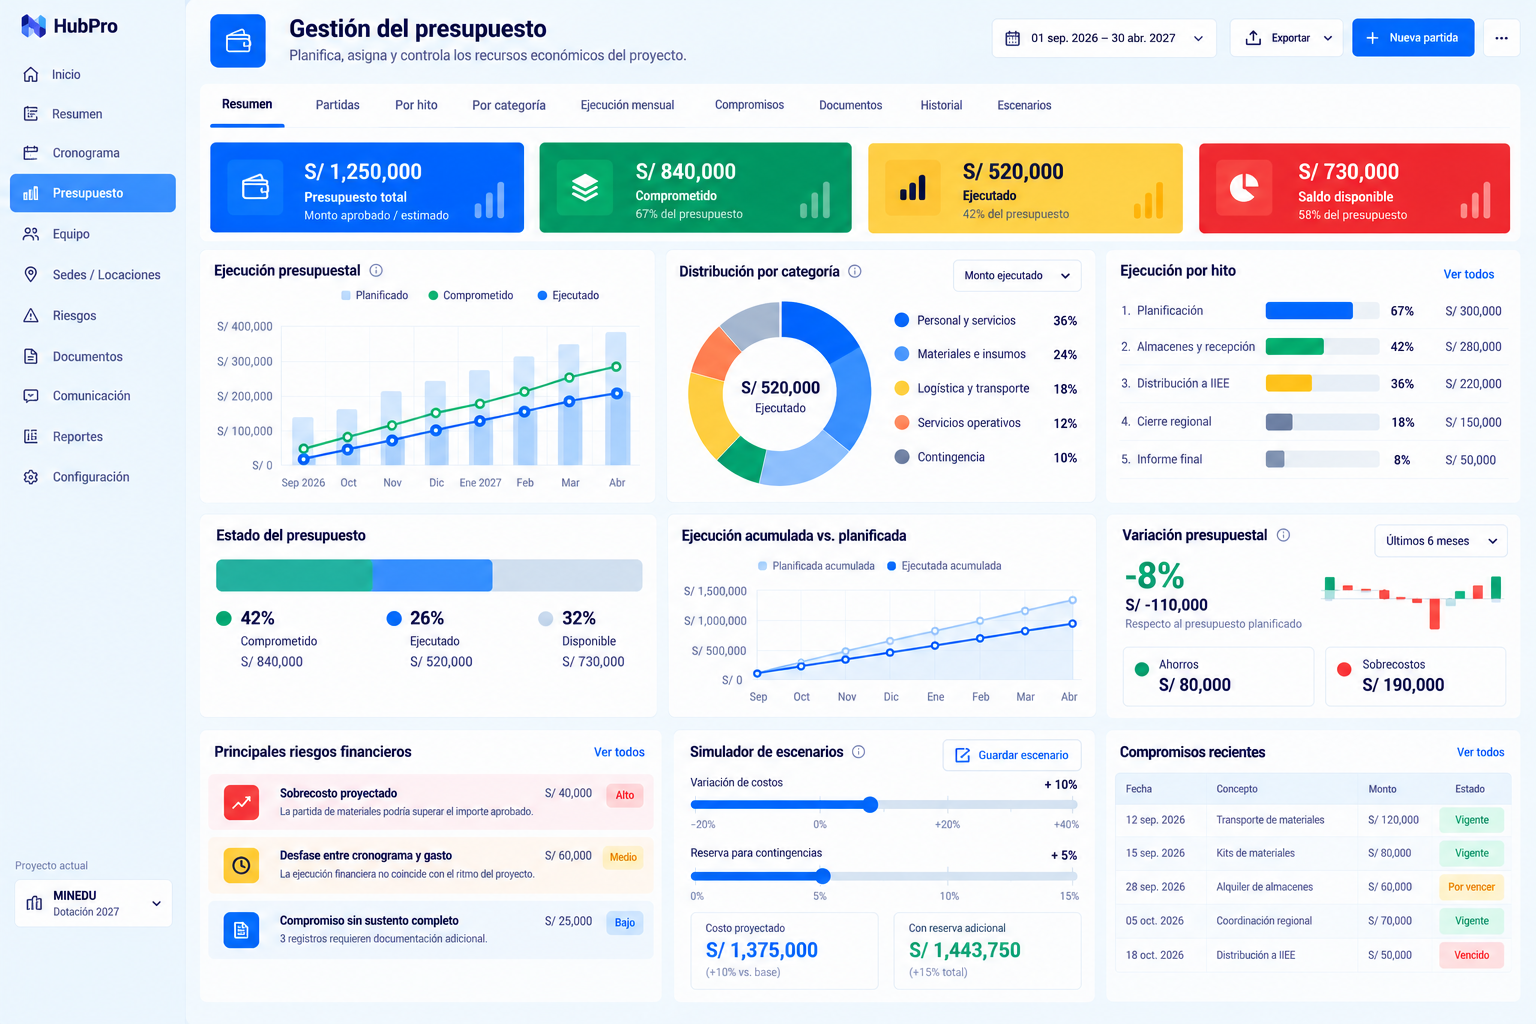 HubPro
Inicio
Resumen
Cronograma
Presupuesto
Equipo
Sedes / Locaciones
Riesgos
Documentos
Comunicación
Reportes
Configuración
Proyecto actual
MINEDU
Dotación 2027
Gestión del presupuesto
Planifica, asigna y controla los recursos económicos del proyecto.
01 sep. 2026 – 30 abr. 2027
Exportar
Nueva partida
Resumen Partidas Por hito Por categoría Ejecución mensual Compromisos Documentos Historial Escenarios
S/ 1,250,000
Presupuesto total
Monto aprobado / estimado
S/ 840,000
Comprometido
67% del presupuesto
S/ 520,000
Ejecutado
42% del presupuesto
S/ 730,000
Saldo disponible
58% del presupuesto
Ejecución presupuestal
Planificado Comprometido Ejecutado
S/ 400,000
S/ 300,000
S/ 200,000
S/ 100,000
S/ 0
Sep 2026 Oct Nov Dic Ene 2027 Feb Mar Abr
Distribución por categoría
Monto ejecutado
S/ 520,000
Ejecutado
Personal y servicios 36%
Materiales e insumos 24%
Logística y transporte 18%
Servicios operativos 12%
Contingencia 10%
Ejecución por hito
Ver todos
1. Planificación 67% S/ 300,000
2. Almacenes y recepción 42% S/ 280,000
3. Distribución a IIEE 36% S/ 220,000
4. Cierre regional 18% S/ 150,000
5. Informe final 8% S/ 50,000
Estado del presupuesto
42%
Comprometido
S/ 840,000
26%
Ejecutado
S/ 520,000
32%
Disponible
S/ 730,000
Ejecución acumulada vs. planificada
Planificada acumulada Ejecutada acumulada
S/ 1,500,000
S/ 1,000,000
S/ 500,000
S/ 0
Sep Oct Nov Dic Ene Feb Mar Abr
Variación presupuestal
Últimos 6 meses
-8%
S/ -110,000
Respecto al presupuesto planificado
Ahorros
S/ 80,000
Sobrecostos
S/ 190,000
Principales riesgos financieros
Ver todos
Sobrecosto proyectado S/ 40,000 Alto
La partida de materiales podría superar el importe aprobado.
Desfase entre cronograma y gasto S/ 60,000 Medio
La ejecución financiera no coincide con el ritmo del proyecto.
Compromiso sin sustento completo S/ 25,000 Bajo
3 registros requieren documentación adicional.
Simulador de escenarios
Guardar escenario
Variación de costos + 10%
-20% 0% +20% +40%
Reserva para contingencias + 5%
0% 5% 10% 15%
Costo proyectado
S/ 1,375,000
(+10% vs. base)
Con reserva adicional
S/ 1,443,750
(+15% total)
Compromisos recientes
Ver todos
Fecha Concepto Monto Estado
12 sep. 2026 Transporte de materiales S/ 120,000 Vigente
15 sep. 2026 Kits de materiales S/ 80,000 Vigente
28 sep. 2026 Alquiler de almacenes S/ 60,000 Por vencer
05 oct. 2026 Coordinación regional S/ 70,000 Vigente
18 oct. 2026 Distribución a IIEE S/ 50,000 Vencido